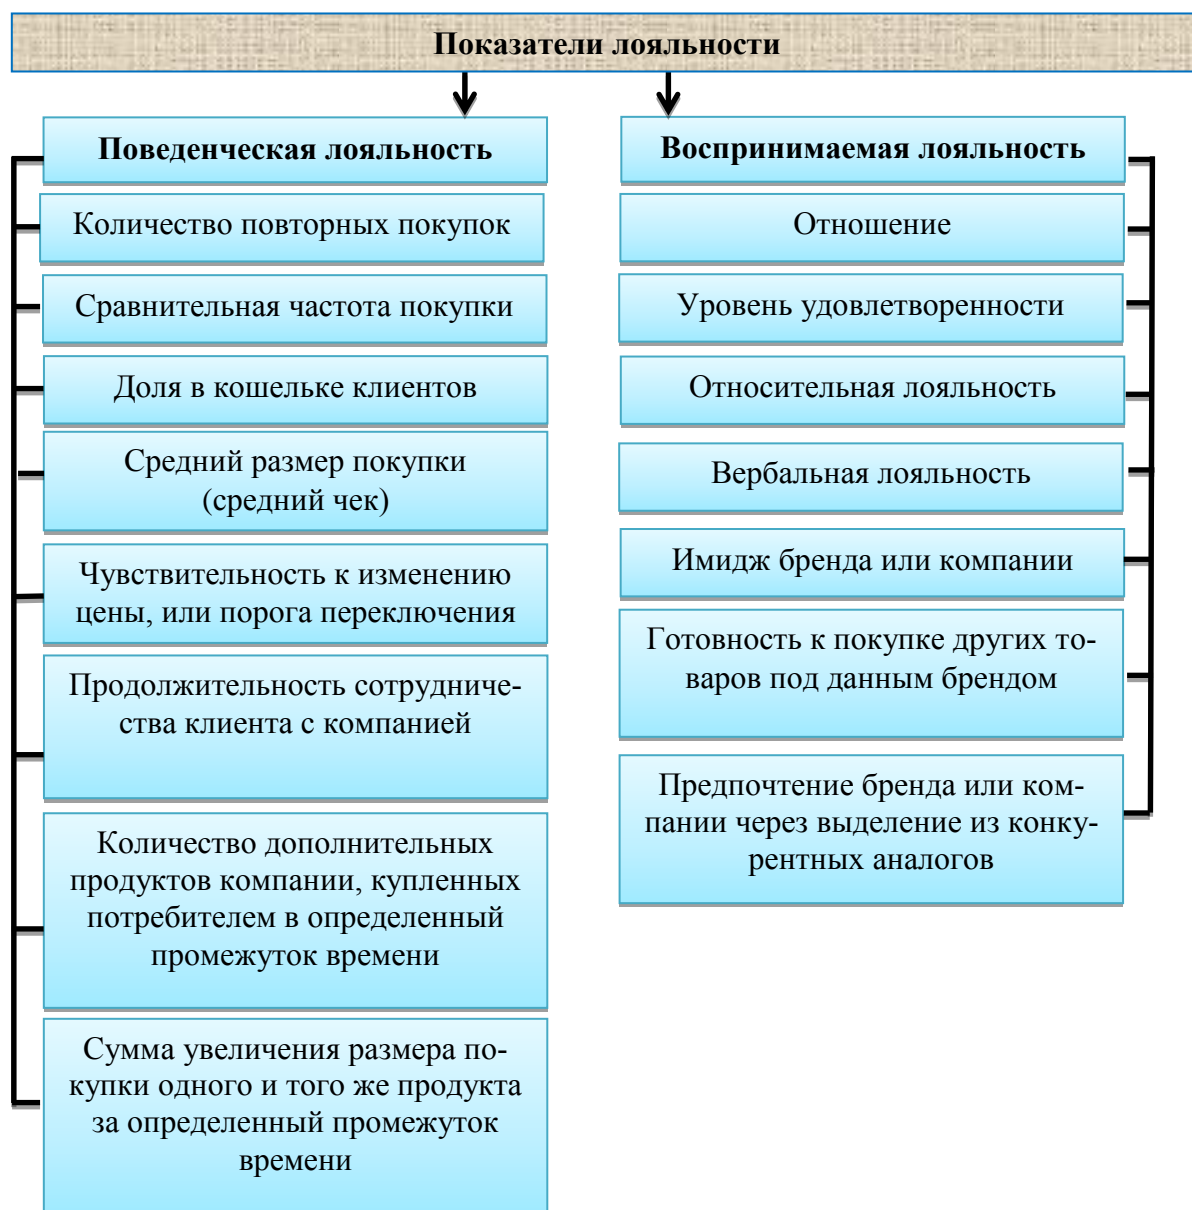 Показатели лояльности
Поведенческая лояльность
Количество повторных покупок
Сравнительная частота покупки
Доля в кошельке клиентов
Средний размер покупки
(средний чек)
Чувствительность к изменению
цены, или порога переключения
Продолжительность сотрудниче-
ства клиента с компанией
Количество дополнительных
продуктов компании, купленных
потребителем в определенный
промежуток времени
Сумма увеличения размера по-
купки одного и того же продукта
за определенный промежуток
времени
Воспринимаемая лояльность
Отношение
Уровень удовлетворенности
Относительная лояльность
Вербальная лояльность
Имидж бренда или компании
Готовность к покупке других то-
варов под данным брендом
Предпочтение бренда или ком-
пании через выделение из конку-
рентных аналогов